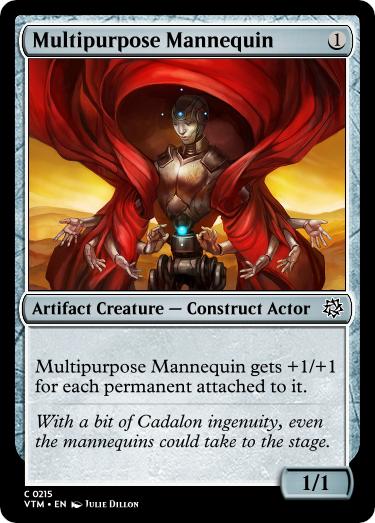 Multipurpose Mannequin 1
Artifact Creature — Construct Actor
Multipurpose Mannequin gets +1/+1
for each permanent attached to it.
With a bit of Cadalon ingenuity, even
the mannequins could take to the stage.
1/1
C 0215
VTM • EN Julie Dillon